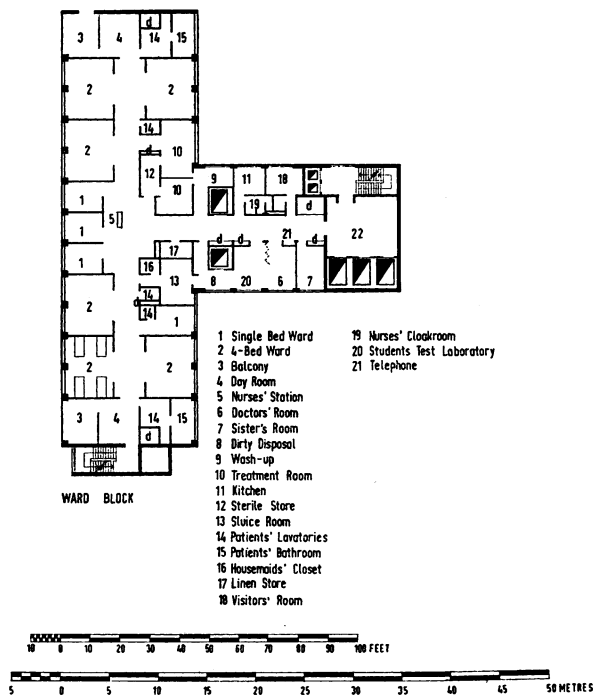 3 4 d 14 15
2 2
14
2 d 10
12
9 11 18
1 10
19 d
5
1 21 22
d d d
1 17
16 13
14 8 20 6 7
2 14
1
2 2
3 4 14 15
d
WARD BLOCK
1 Single Bed Ward
2 4-Bed Ward
3 Balcony
4 Day Room
5 Nurses' Station
6 Doctors' Room
7 Sister's Room
8 Dirty Disposal
9 Wash-up
10 Treatment Room
11 Kitchen
12 Sterile Store
13 Sluice Room
14 Patients' Lavatories
15 Patients' Bathroom
16 Housemaids' Closet
17 Linen Store
18 Visitors' Room
19 Nurses' Cloakroom
20 Students Test Laboratory
21 Telephone
10 0 10 20 30 40 50 60 70 80 90 100 FEET
5 0 5 10 15 20 25 30 35 40 45 50 METRES